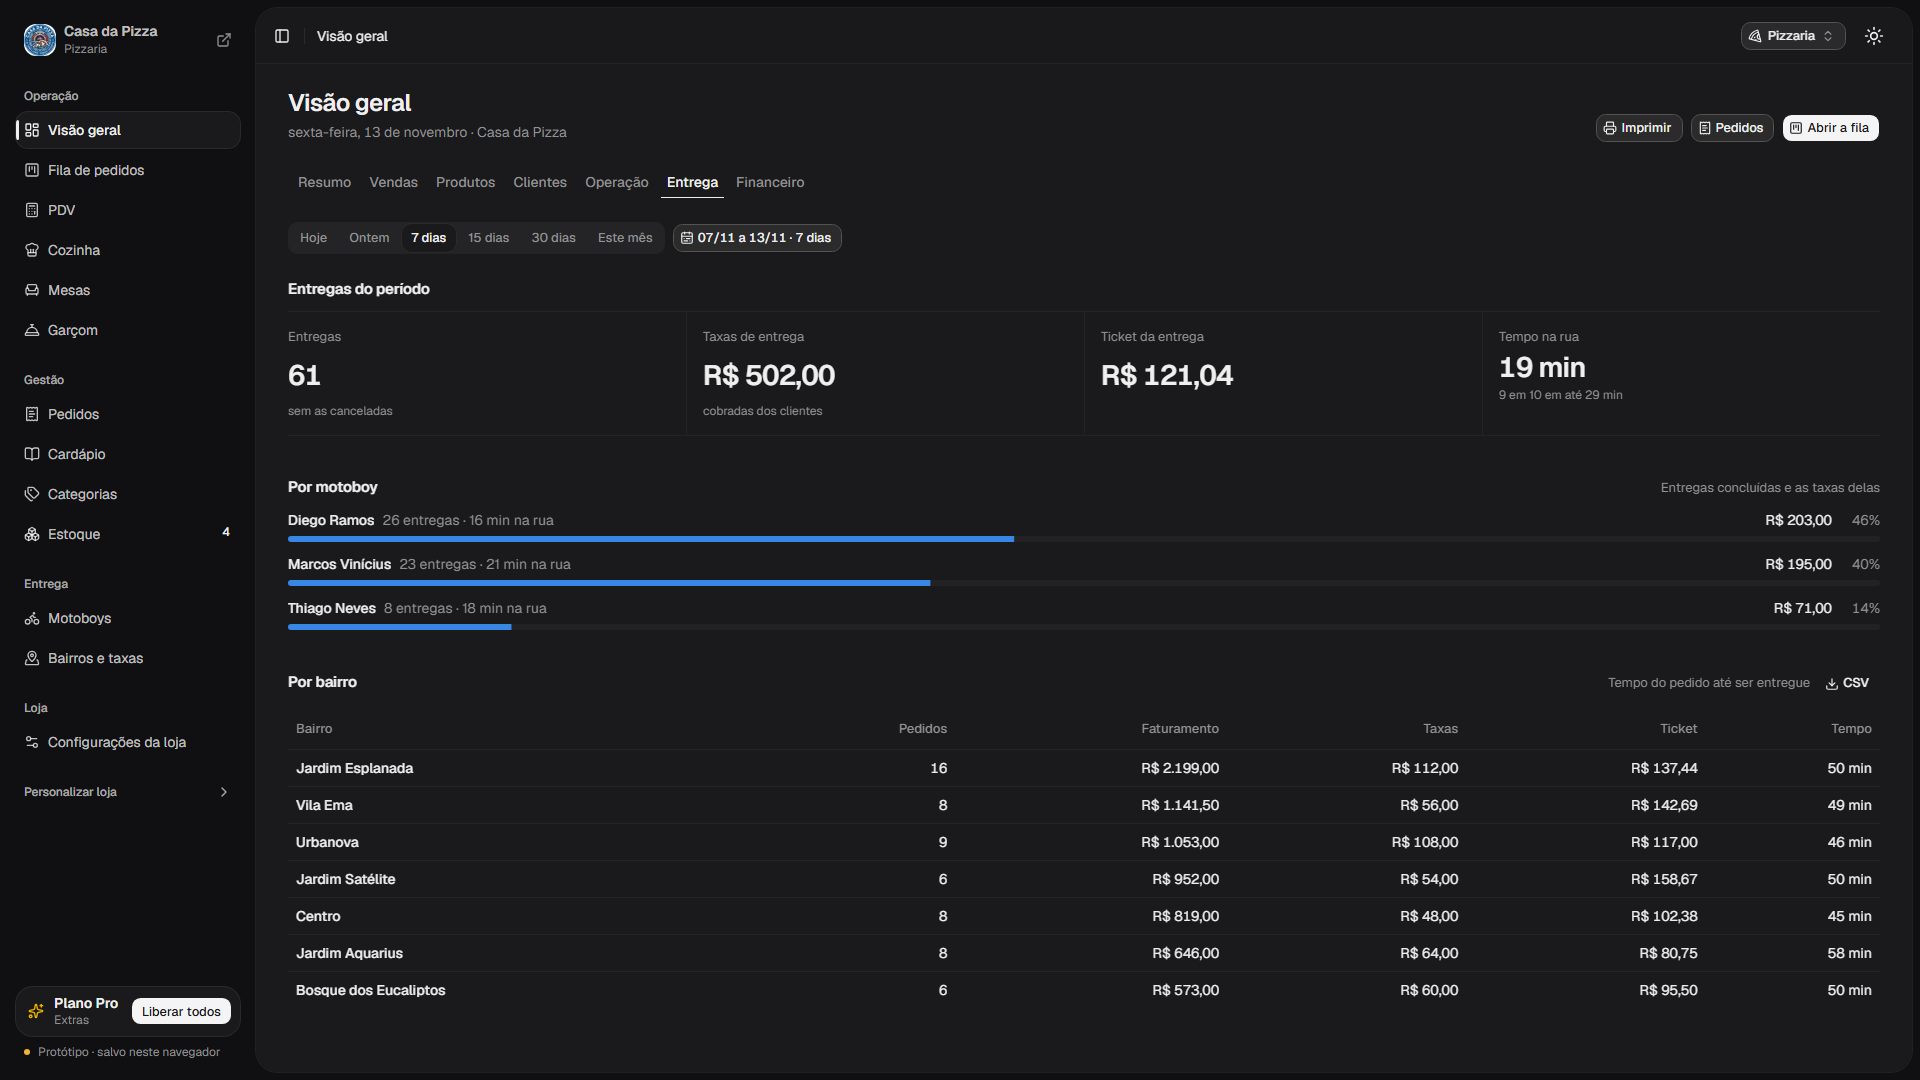 Casa da Pizza
Pizzaria
Operação
Visão geral
Fila de pedidos
PDV
Cozinha
Mesas
Garçom
Gestão
Pedidos
Cardápio
Categorias
Estoque 4
Entrega
Motoboys
Bairros e taxas
Loja
Configurações da loja
Personalizar loja
Plano Pro
Extras
Liberar todos
Protótipo · salvo neste navegador
Visão geral
Pizzaria
Visão geral
sexta-feira, 13 de novembro · Casa da Pizza
Imprimir Pedidos Abrir a fila
Resumo Vendas Produtos Clientes Operação Entrega Financeiro
Hoje Ontem 7 dias 15 dias 30 dias Este mês 07/11 a 13/11 · 7 dias
Entregas do período
Entregas
61
sem as canceladas
Taxas de entrega
R$ 502,00
cobradas dos clientes
Ticket da entrega
R$ 121,04
Tempo na rua
19 min
9 em 10 em até 29 min
Por motoboy Entregas concluídas e as taxas delas
Diego Ramos 26 entregas · 16 min na rua R$ 203,00 46%
Marcos Vinícius 23 entregas · 21 min na rua R$ 195,00 40%
Thiago Neves 8 entregas · 18 min na rua R$ 71,00 14%
Por bairro Tempo do pedido até ser entregue CSV
Bairro Pedidos Faturamento Taxas Ticket Tempo
Jardim Esplanada 16 R$ 2.199,00 R$ 112,00 R$ 137,44 50 min
Vila Ema 8 R$ 1.141,50 R$ 56,00 R$ 142,69 49 min
Urbanova 9 R$ 1.053,00 R$ 108,00 R$ 117,00 46 min
Jardim Satélite 6 R$ 952,00 R$ 54,00 R$ 158,67 50 min
Centro 8 R$ 819,00 R$ 48,00 R$ 102,38 45 min
Jardim Aquarius 8 R$ 646,00 R$ 64,00 R$ 80,75 58 min
Bosque dos Eucaliptos 6 R$ 573,00 R$ 60,00 R$ 95,50 50 min